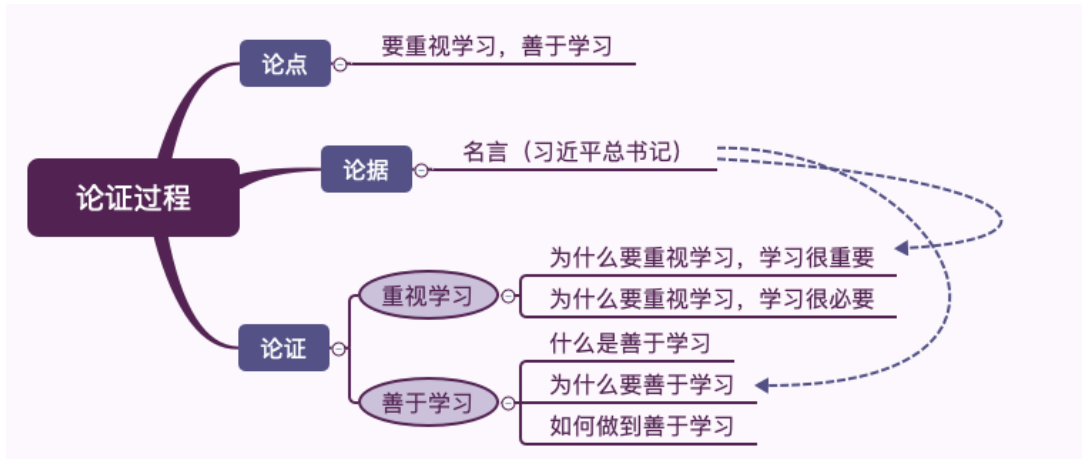 论证过程
论点
要重视学习，善于学习
论据
名言（习近平总书记）
论证
重视学习
为什么要重视学习，学习很重要
为什么要重视学习，学习很必要
善于学习
什么是善于学习
为什么要善于学习
如何做到善于学习